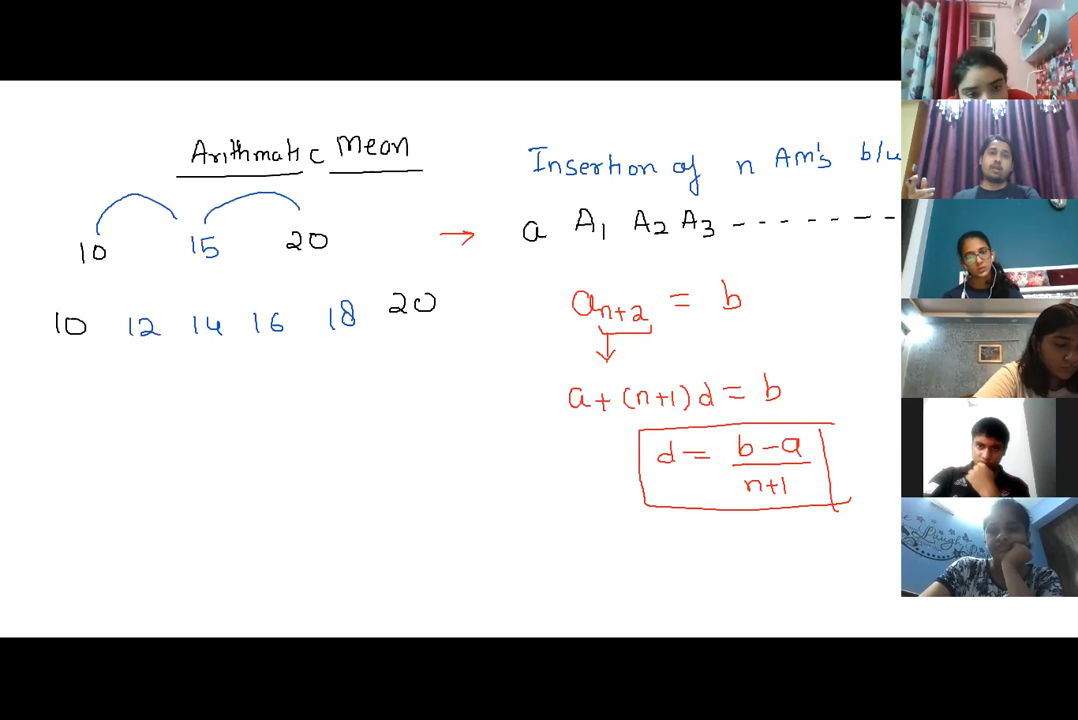 Arithmatic Mean
10 15 20
10 12 14 16 18 20
Insertion of n Am's b/w
→ a A1 A2 A3 --------
an+2 = b
a+(n+1)d = b
d = b-a
n+1